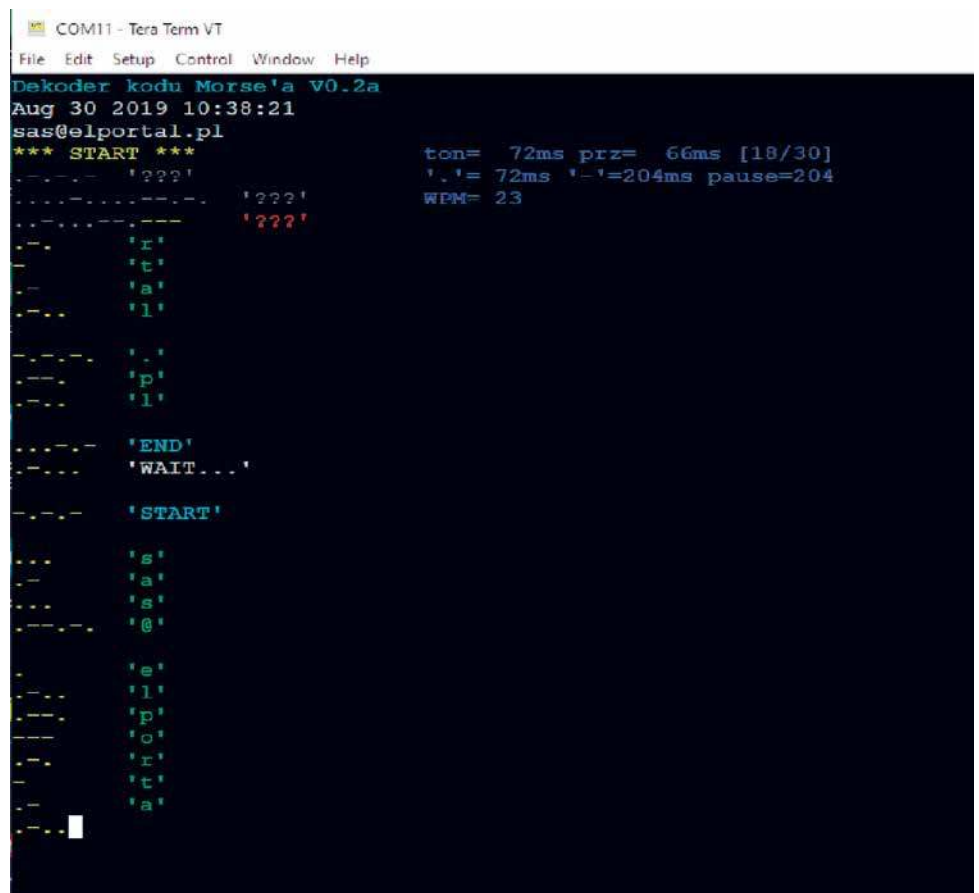 COM11 - Tera Term VT
File Edit Setup Control Window Help
Dekoder kodu Morse'a V0.2a
Aug 30 2019 10:38:21
sas@elportal.pl
*** START *** ton= 72ms prz= 66ms [18/30]
.-.-.- '???' '.'= 72ms '-'=204ms pause=204
....-....--.-. '???' WPM= 23
..-...--.--- '???'
.-. 'r'
- 't'
.- 'a'
.-.. 'l'
-.-.-. '.'
.--. 'p'
.-.. 'l'
...-.- 'END'
.-... 'WAIT...'
-.-.- 'START'
... 's'
.- 'a'
... 's'
.--.-. '@'
. 'e'
.-.. 'l'
.--. 'p'
--- 'o'
.-. 'r'
- 't'
.- 'a'
.-..